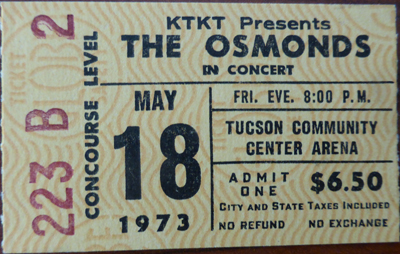 KTKT Presents
THE OSMONDS
IN CONCERT
223 B 2
CONCOURSE LEVEL
MAY
18
1973
FRI. EVE. 8:00 P.M.
TUCSON COMMUNITY
CENTER ARENA
ADMIT
ONE
$6.50
CITY AND STATE TAXES INCLUDED
NO REFUND NO EXCHANGE